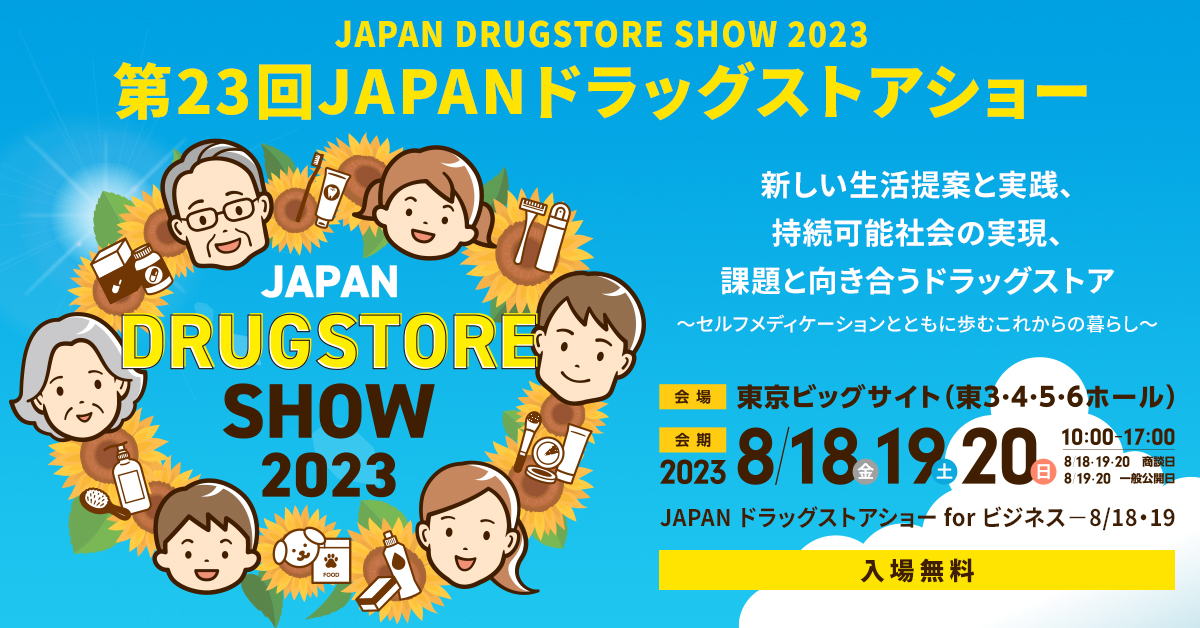 JAPAN DRUGSTORE SHOW 2023
第23回JAPANドラッグストアショー
JAPAN
DRUGSTORE
SHOW
2023
FOOD
新しい生活提案と実践、
持続可能社会の実現、
課題と向き合うドラッグストア
～セルフメディケーションとともに歩むこれからの暮らし～
会場 東京ビッグサイト(東3・4・5・6ホール)
会期 2023 8/18金19土20日
10:00-17:00
8/18・19・20 商談日
8/19・20 一般公開日
JAPAN ドラッグストアショー for ビジネス－8/18・19
入場無料